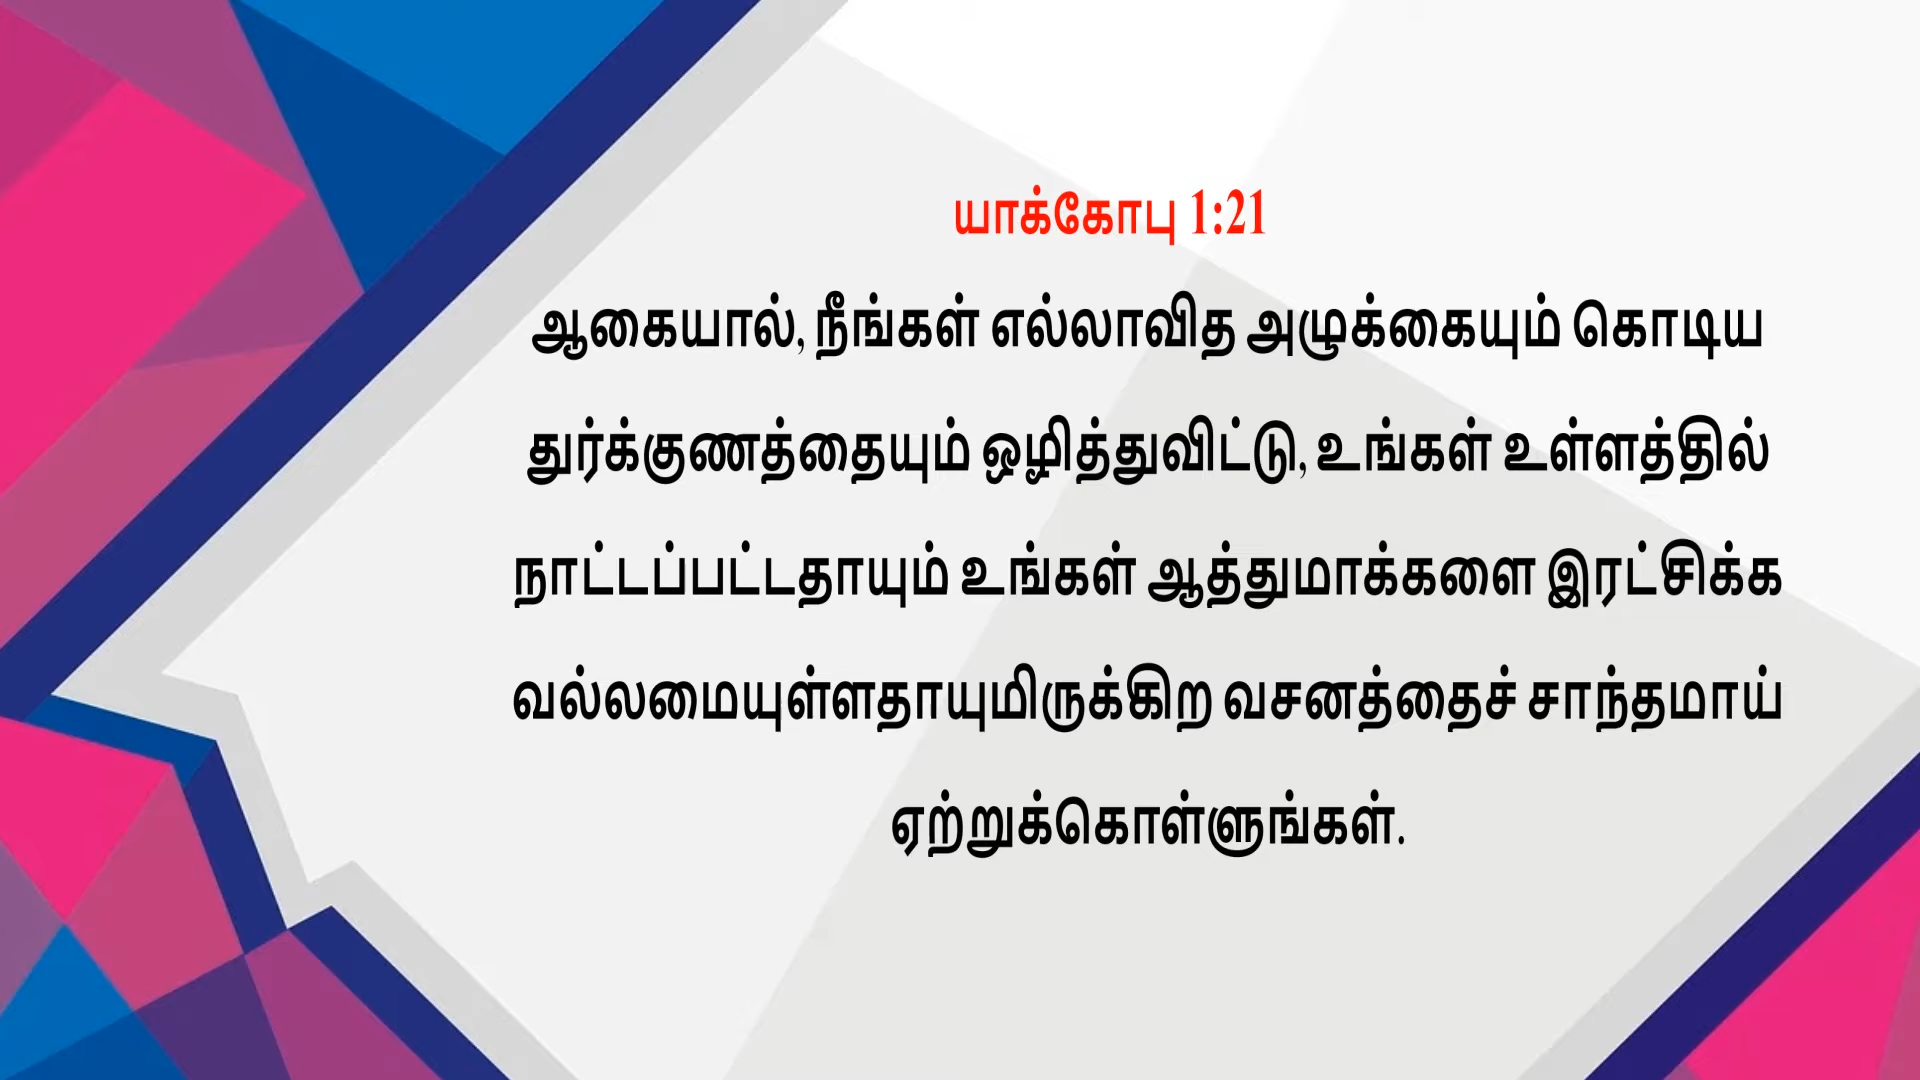 யாக்கோபு 1:21
ஆகையால், நீங்கள் எல்லாவித அழுக்கையும் கொடிய
துர்க்குணத்தையும் ஒழித்துவிட்டு, உங்கள் உள்ளத்தில்
நாட்டப்பட்டதாயும் உங்கள் ஆத்துமாக்களை இரட்சிக்க
வல்லமையுள்ளதாயுமிருக்கிற வசனத்தைச் சாந்தமாய்
ஏற்றுக்கொள்ளுங்கள்.